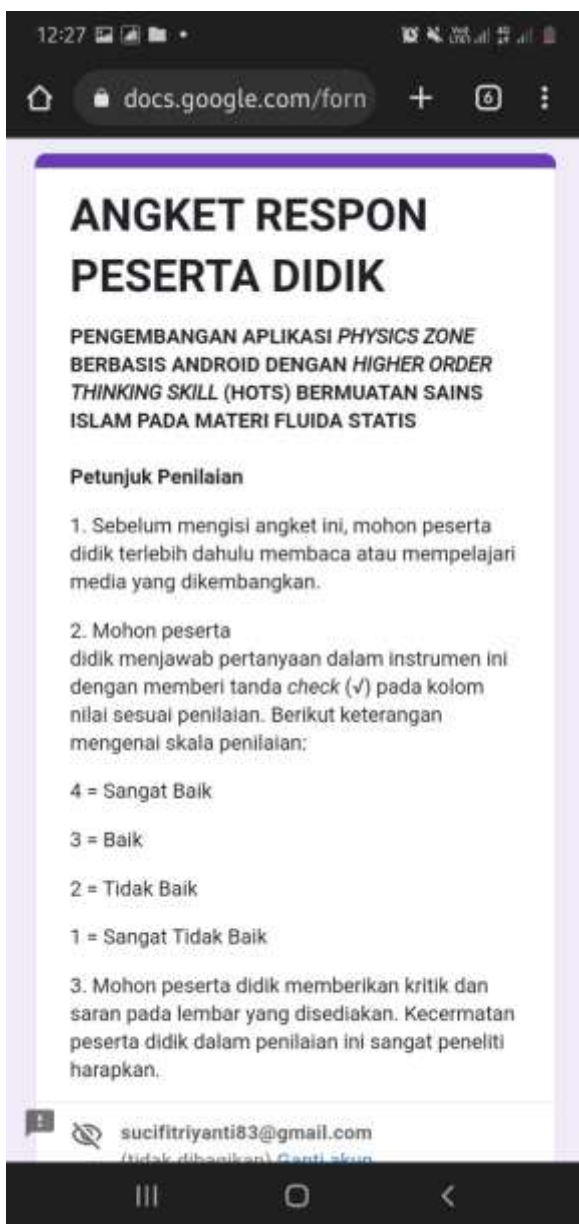 12:27
docs.google.com/forn
6
ANGKET RESPON
PESERTA DIDIK
PENGEMBANGAN APLIKASI PHYSICS ZONE
BERBASIS ANDROID DENGAN HIGHER ORDER
THINKING SKILL (HOTS) BERMUATAN SAINS
ISLAM PADA MATERI FLUIDA STATIS
Petunjuk Penilaian
1. Sebelum mengisi angket ini, mohon peserta
didik terlebih dahulu membaca atau mempelajari
media yang dikembangkan.
2. Mohon peserta
didik menjawab pertanyaan dalam instrumen ini
dengan memberi tanda check (√) pada kolom
nilai sesuai penilaian. Berikut keterangan
mengenai skala penilaian:
4 = Sangat Baik
3 = Baik
2 = Tidak Baik
1 = Sangat Tidak Baik
3. Mohon peserta didik memberikan kritik dan
saran pada lembar yang disediakan. Kecermatan
peserta didik dalam penilaian ini sangat peneliti
harapkan.
sucifitriyanti83@gmail.com
(tidak dibagikan) Ganti akun